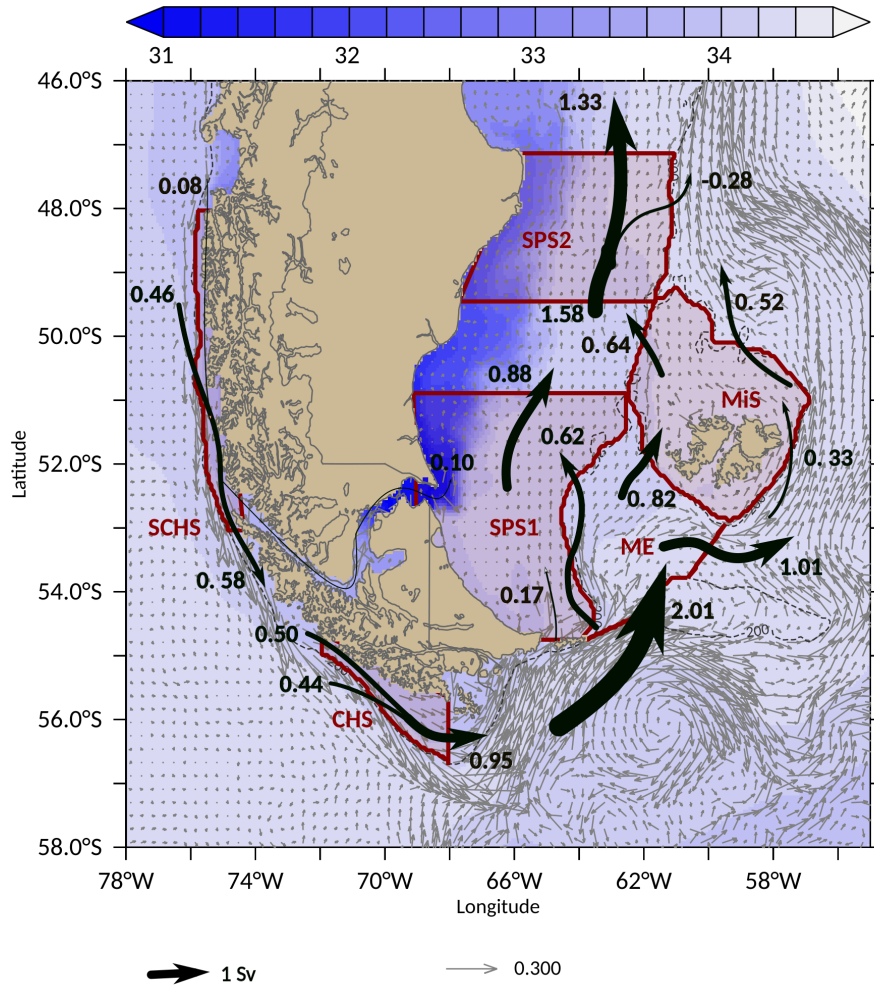 31 32 33 34
46.0°S
1.33
0.08
-0.28
48.0°S
SPS2
0.46
0.52
1.58
50.0°S
0. 64
0.88
MiS
0.62
52.0°S
0.10
0. 33
0. 82
SCHS
SPS1
ME
1.01
0. 58
54.0°S
0.17
2.01
0.50
200
0.44
CHS
56.0°S
0.95
58.0°S
78°W 74°W 70°W 66°W 62°W 58°W
Latitude
Longitude
1 Sv
0.300